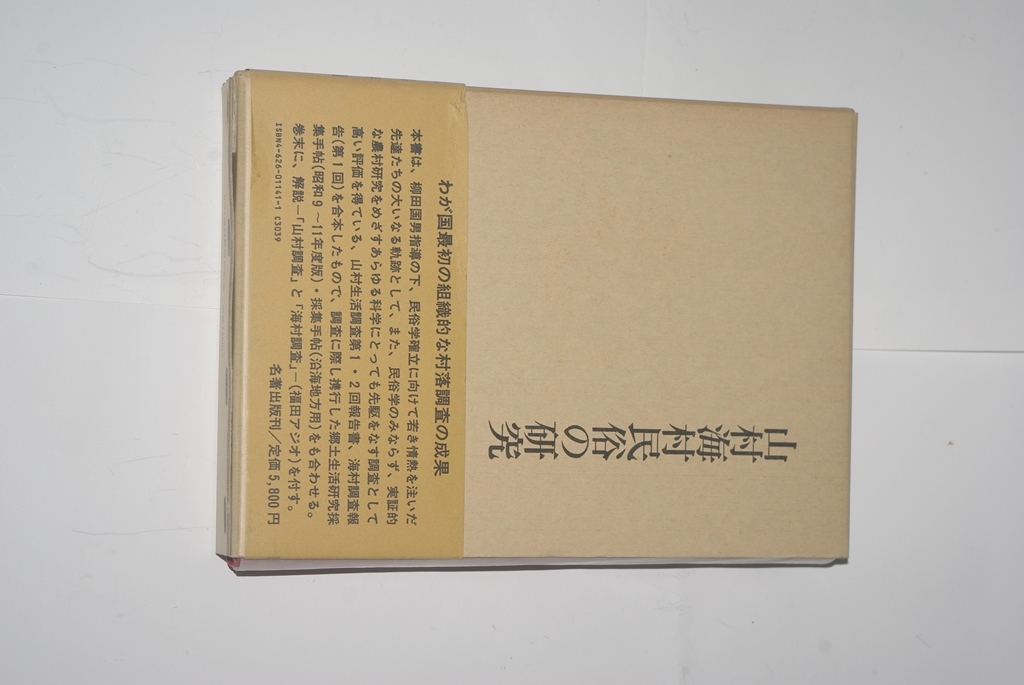 山村海村民俗の研究
わが国最初の組織的な村落調査の成果
本書は、柳田国男指導の下、民俗学確立に向けて若き情熱を注いだ
先達たちの大いなる軌跡として、また、民俗学のみならず、実証的
な農村研究をめざすあらゆる科学にとっても先駆をなす調査として
高い評価を得ている、山村生活調査第1・2回報告書、海村調査報
告(第1回)を合本したもので、調査に際し携行した郷土生活研究採
集手帖(昭和9〜11年度版)・採集手帖(沿海地方用)をも合わせる。
巻末に、解説―「山村調査」と「海村調査」―(福田アジオ)を付す。
名著出版刊/定価5,800円
ISBN4-626-01141-1 C3039